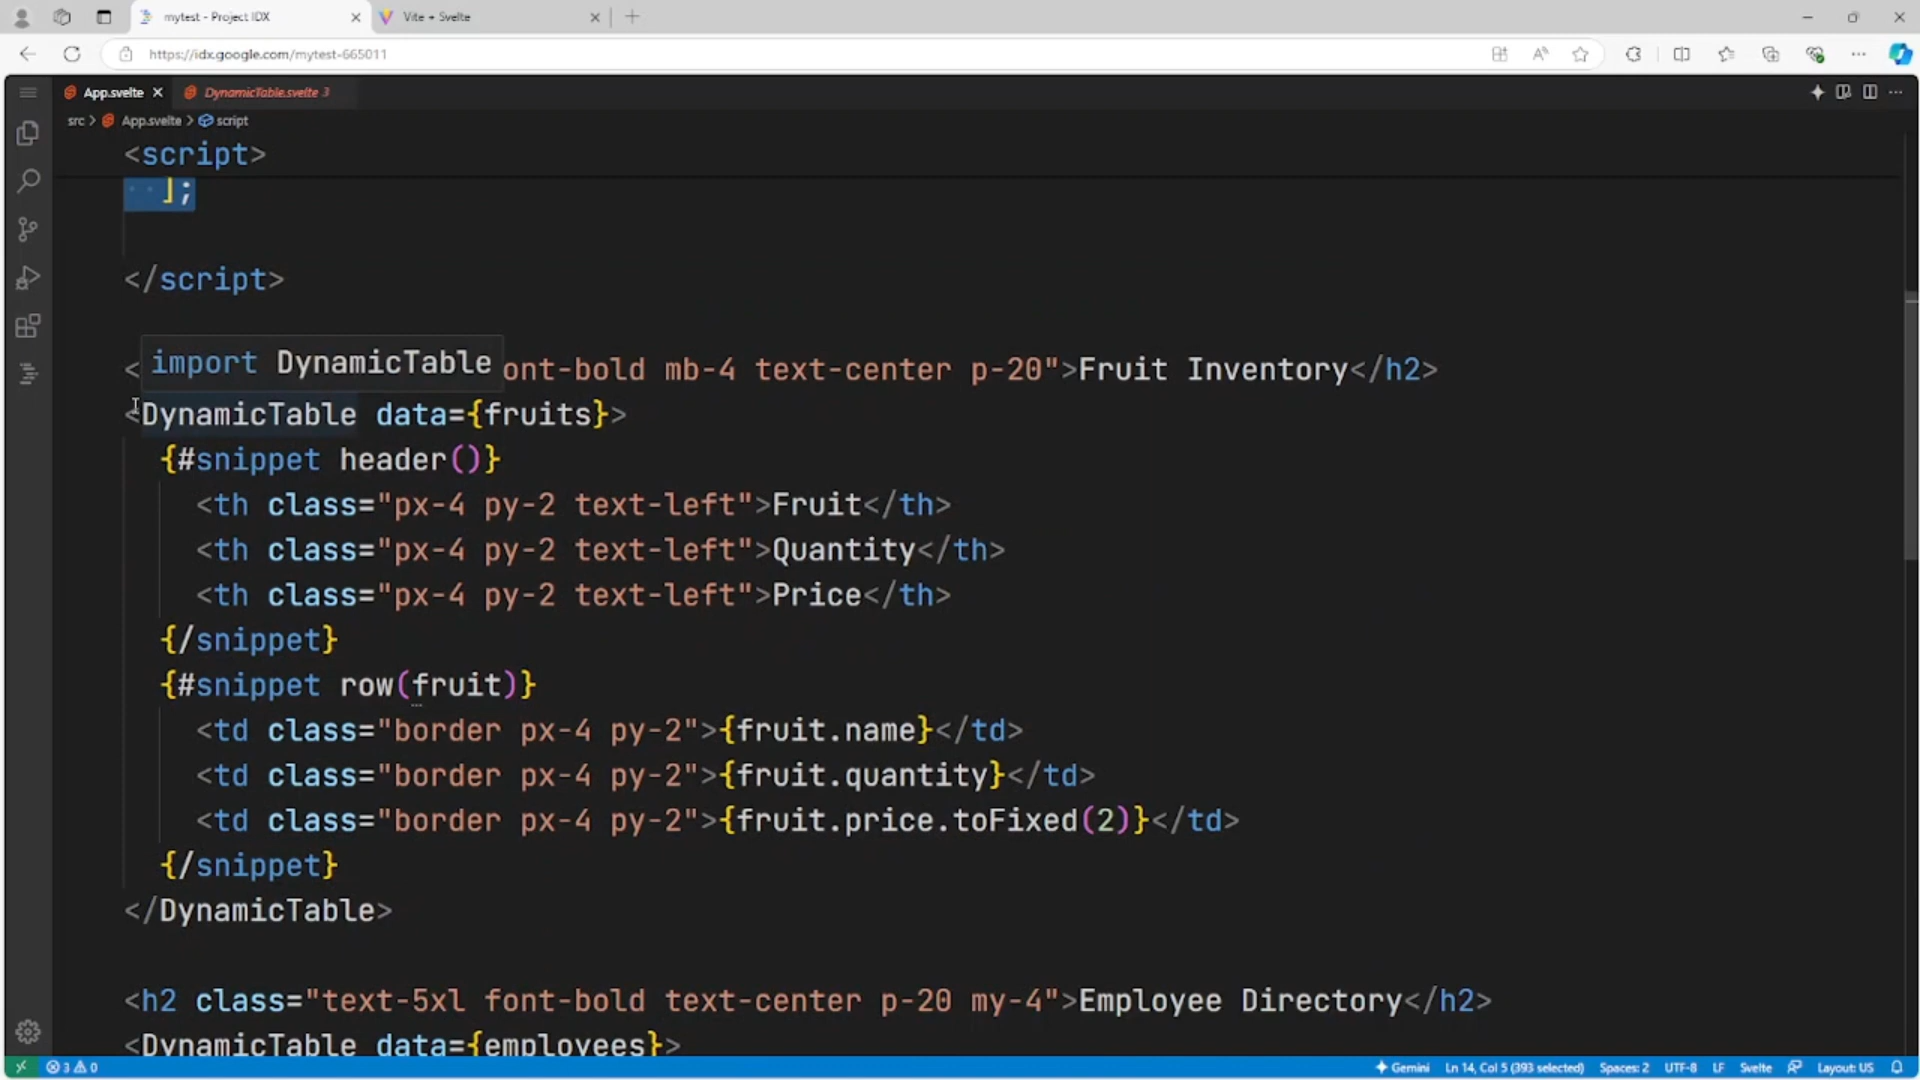 mytest - Project IDX
Vite + Svelte
https://idx.google.com/mytest-665011
App.svelte
DynamicTable.svelte 3
src > App.svelte > script
<script>
];
</script>
import DynamicTable
< ont-bold mb-4 text-center p-20">Fruit Inventory</h2>
<DynamicTable data={fruits}>
{#snippet header()}
<th class="px-4 py-2 text-left">Fruit</th>
<th class="px-4 py-2 text-left">Quantity</th>
<th class="px-4 py-2 text-left">Price</th>
{/snippet}
{#snippet row(fruit)}
<td class="border px-4 py-2">{fruit.name}</td>
<td class="border px-4 py-2">{fruit.quantity}</td>
<td class="border px-4 py-2">{fruit.price.toFixed(2)}</td>
{/snippet}
</DynamicTable>
<h2 class="text-5xl font-bold text-center p-20 my-4">Employee Directory</h2>
<DynamicTable data={employees}>
3 0
Gemini Ln 14, Col 5 (393 selected) Spaces: 2 UTF-8 LF Svelte Layout: US